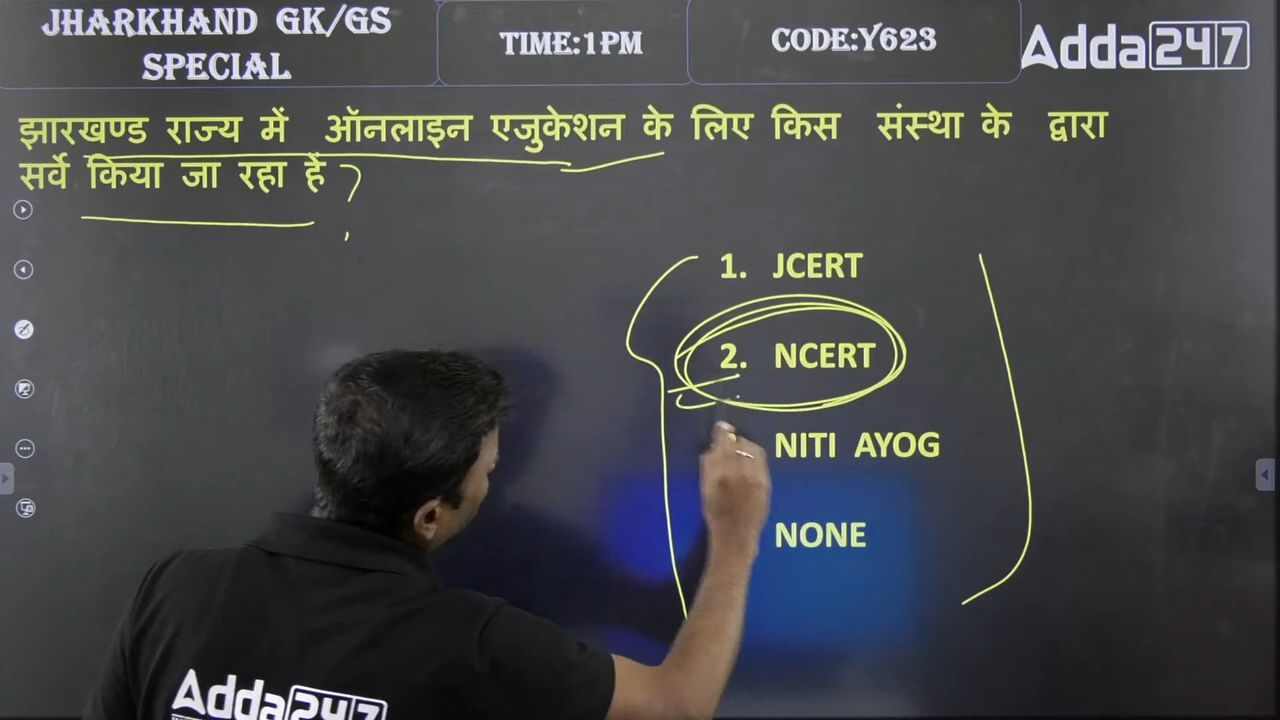 JHARKHAND GK/GS
SPECIAL
TIME:1PM
CODE:Y623
Adda247
झारखण्ड राज्य में ऑनलाइन एजुकेशन के लिए किस संस्था के द्वारा
सर्वे किया जा रहा हें ?
1. JCERT
2. NCERT
NITI AYOG
NONE
Adda247